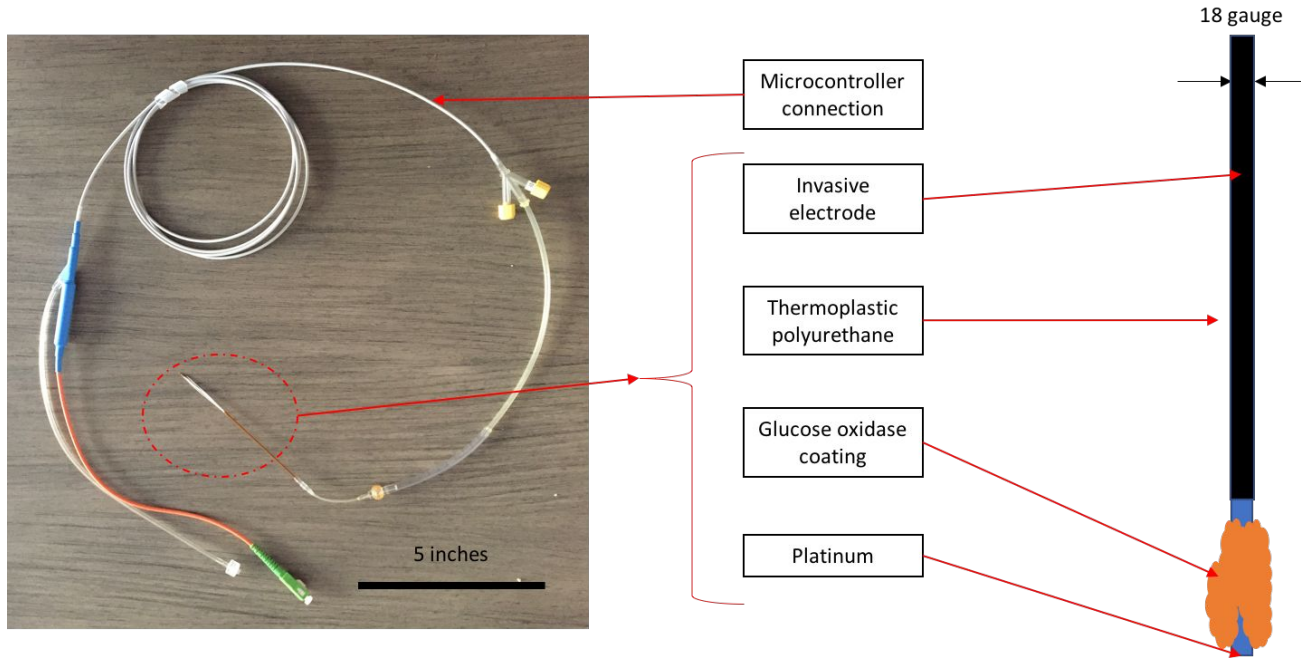 18 gauge
Microcontroller
connection
Invasive
electrode
Thermoplastic
polyurethane
Glucose oxidase
coating
5 inches
Platinum